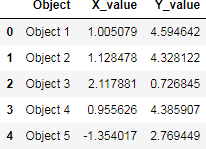 Object X_value Y_value
0 Object 1 1.005079 4.594642
1 Object 2 1.128478 4.328122
2 Object 3 2.117881 0.726845
3 Object 4 0.955626 4.385907
4 Object 5 -1.354017 2.769449